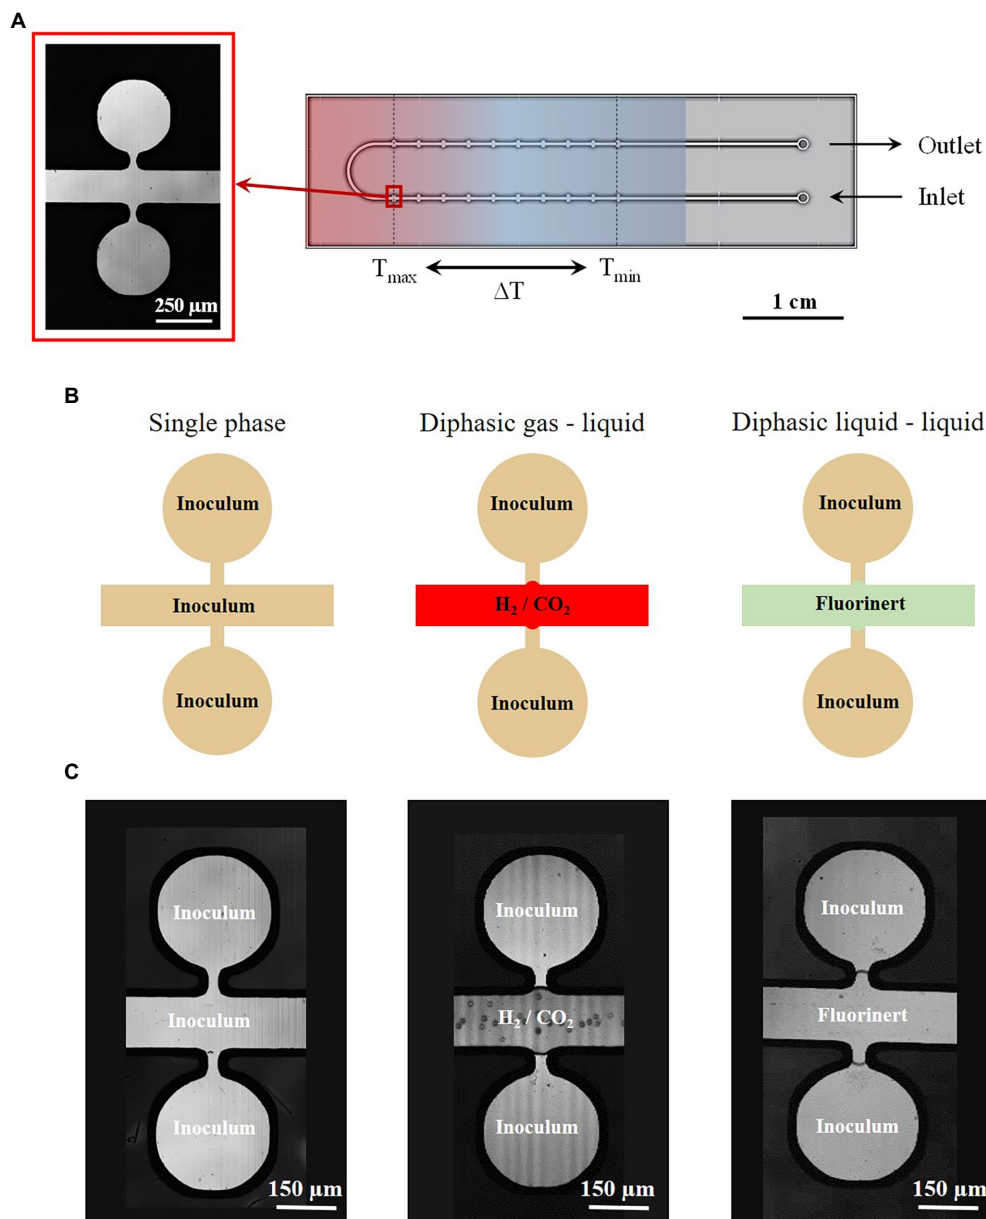 A
250 μm
Outlet
Inlet
Tmax
Tmin
ΔT
1 cm
B
Single phase
Diphasic gas - liquid
Diphasic liquid - liquid
Inoculum
Inoculum
Inoculum
Inoculum
H2 / CO2
Fluorinert
Inoculum
Inoculum
Inoculum
C
Inoculum
Inoculum
Inoculum
Inoculum
H2 / CO2
Fluorinert
Inoculum
Inoculum
Inoculum
150 μm
150 μm
150 μm